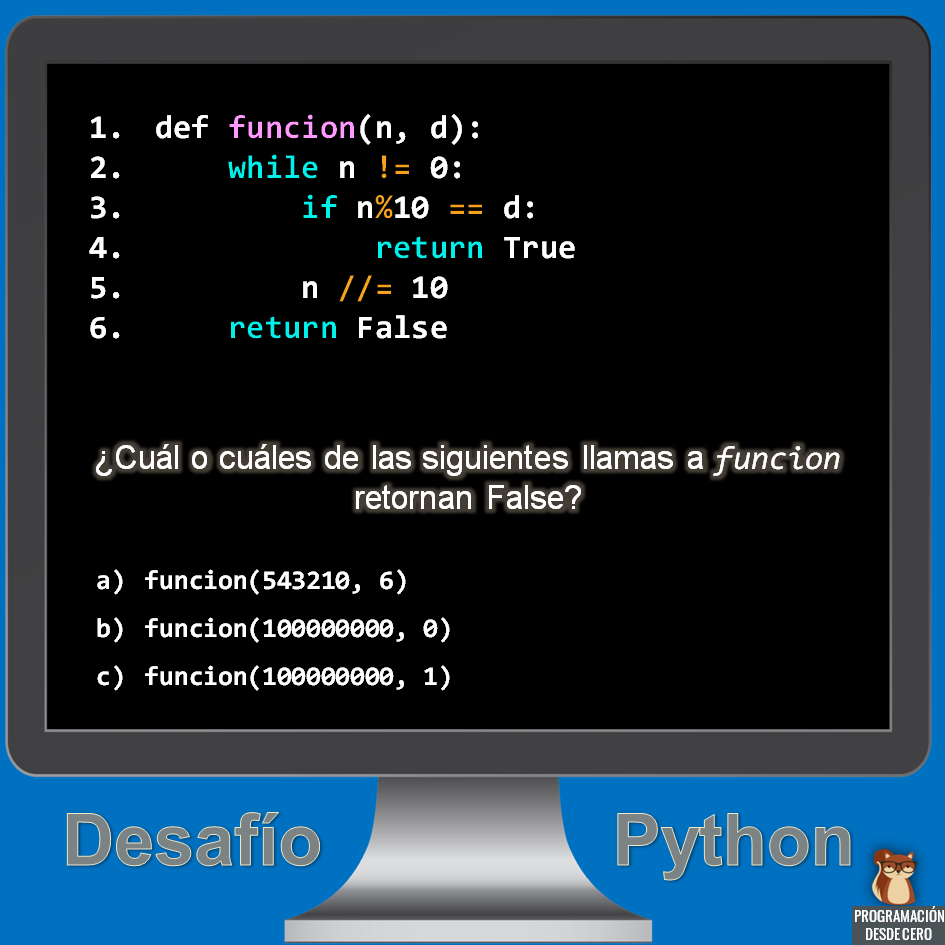 1. def funcion(n, d):
2. while n != 0:
3. if n%10 == d:
4. return True
5. n //= 10
6. return False
¿Cuál o cuáles de las siguientes llamas a funcion
retornan False?
a) funcion(543210, 6)
b) funcion(100000000, 0)
c) funcion(100000000, 1)
Desafío Python
PROGRAMACIÓN
DESDE CERO